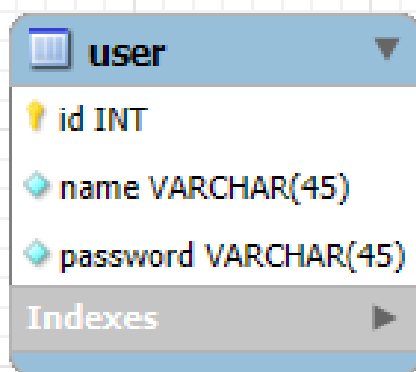 user
id INT
name VARCHAR(45)
password VARCHAR(45)
Indexes